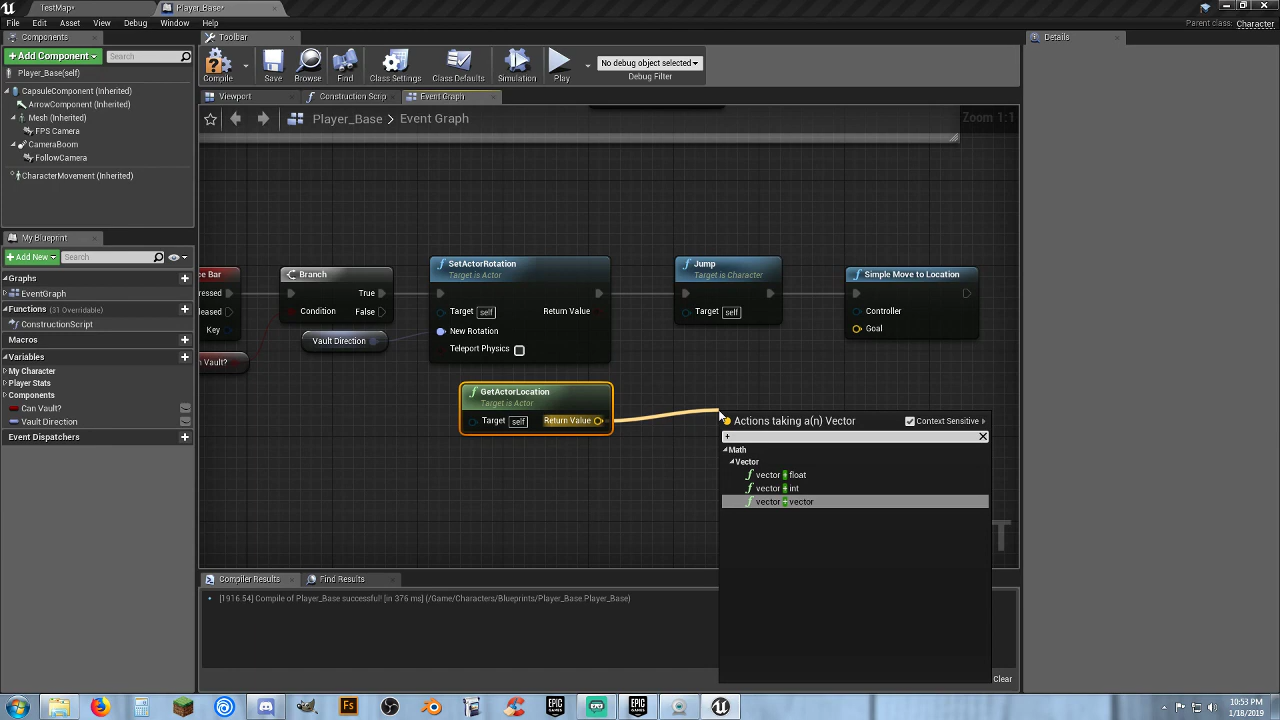 TestMap*
Player_Base*
File Edit Asset View Debug Window Help
Parent class: Character
Components
Toolbar
Details
+Add Component
Search
Player_Base(self)
Compile
Save
Browse
Find
Class Settings
Class Defaults
Simulation
Play
No debug object selected
Debug Filter
CapsuleComponent (Inherited)
ArrowComponent (Inherited)
Mesh (Inherited)
FPS Camera
CameraBoom
FollowCamera
CharacterMovement (Inherited)
Viewport
Construction Scrip
Event Graph
Player_Base > Event Graph
Zoom 1:1
My Blueprint
+Add New
Search
Graphs
EventGraph
Functions (31 Overridable)
ConstructionScript
Macros
Variables
My Character
Player Stats
Components
Can Vault?
Vault Direction
Event Dispatchers
ce Bar
essed
leased
Key
n Vault?
Branch
True
Condition
False
Vault Direction
SetActorRotation
Target is Actor
Target self
Return Value
New Rotation
Teleport Physics
Jump
Target is Character
Target self
Simple Move to Location
Controller
Goal
GetActorLocation
Target is Actor
Target self
Return Value
Actions taking a(n) Vector
Context Sensitive
+
Math
Vector
vector + float
vector + int
vector + vector
T
Compiler Results
Find Results
[1916.54] Compile of Player_Base successful! [in 376 ms] (/Game/Characters/Blueprints/Player_Base.Player_Base)
Clear
Fs
EPIC GAMES
EPIC GAMES
10:53 PM
1/18/2019